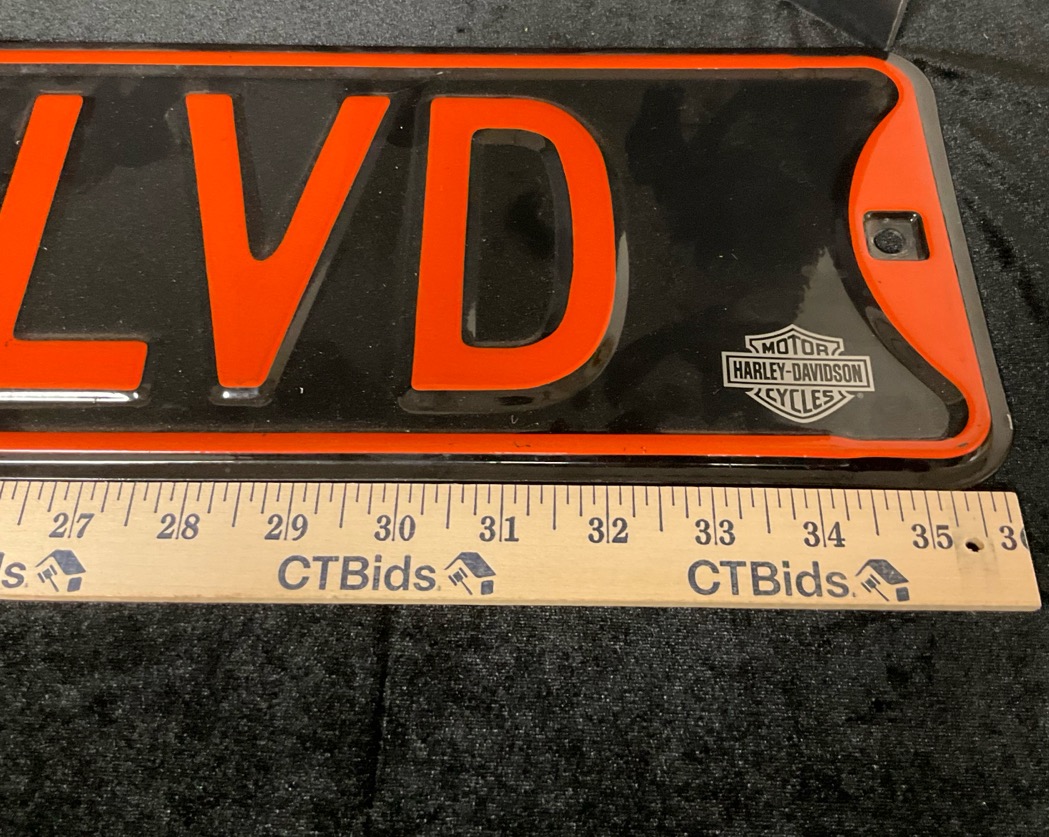 LVD
MOTOR
HARLEY-DAVIDSON
CYCLES
27 28 29 30 31 32 33 34 35
CTBids. CTBids.